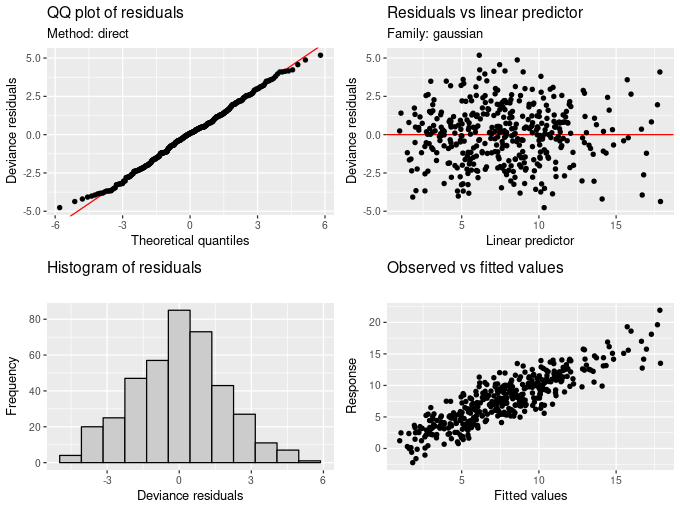 QQ plot of residuals
Method: direct
Deviance residuals
5.0
2.5
0.0
-2.5
-5.0
-6
-3
0
3
6
Theoretical quantiles
Residuals vs linear predictor
Family: gaussian
Deviance residuals
5.0
2.5
0.0
-2.5
-5.0
5
10
15
Linear predictor
Histogram of residuals
Frequency
80
60
40
20
0
-3
0
3
6
Deviance residuals
Observed vs fitted values
Response
20
15
10
5
0
5
10
15
Fitted values